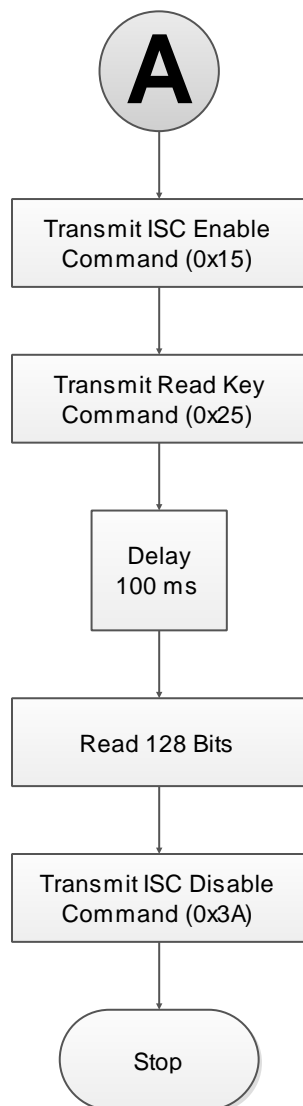 A
Transmit ISC Enable
Command (0x15)
Transmit Read Key
Command (0x25)
Delay
100 ms
Read 128 Bits
Transmit ISC Disable
Command (0x3A)
Stop